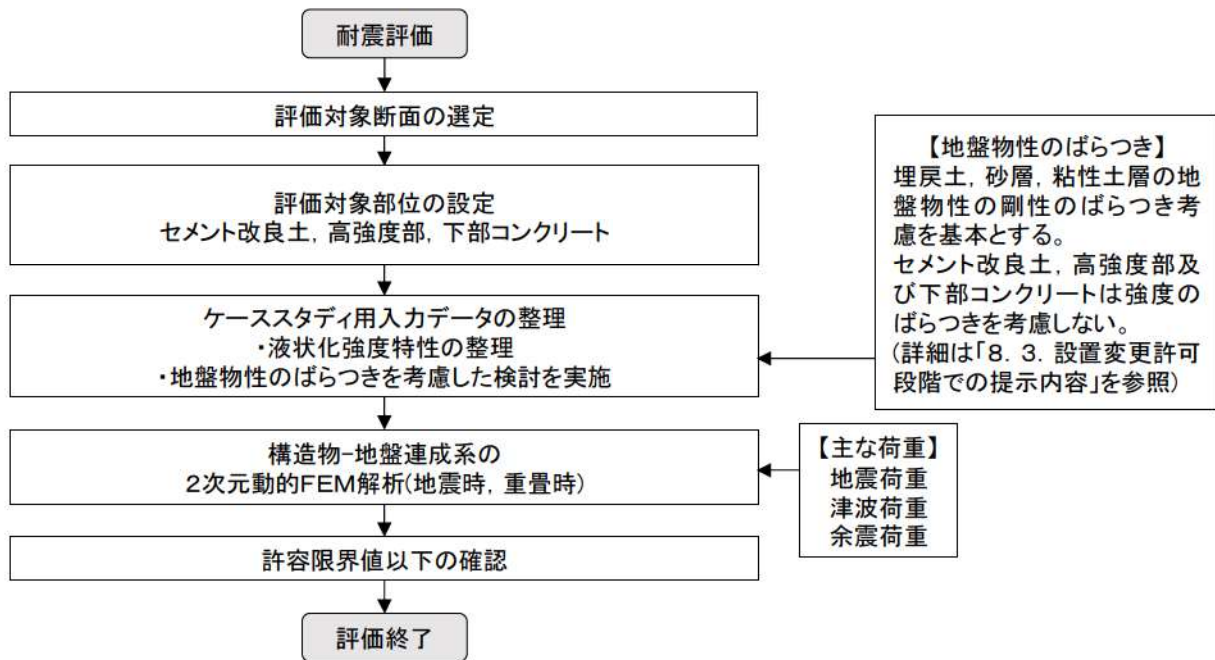 耐震評価
評価対象断面の選定
評価対象部位の設定
セメント改良土，高強度部，下部コンクリート
ケーススタディ用入力データの整理
・液状化強度特性の整理
・地盤物性のばらつきを考慮した検討を実施
【地盤物性のばらつき】
埋戻土，砂層，粘性土層の地
盤物性の剛性のばらつき考
慮を基本とする。
セメント改良土，高強度部及
び下部コンクリートは強度の
ばらつきを考慮しない。
(詳細は「８．３．設置変更許可
段階での提示内容」を参照)
構造物-地盤連成系の
２次元動的ＦＥＭ解析(地震時，重畳時)
【主な荷重】
地震荷重
津波荷重
余震荷重
許容限界値以下の確認
評価終了